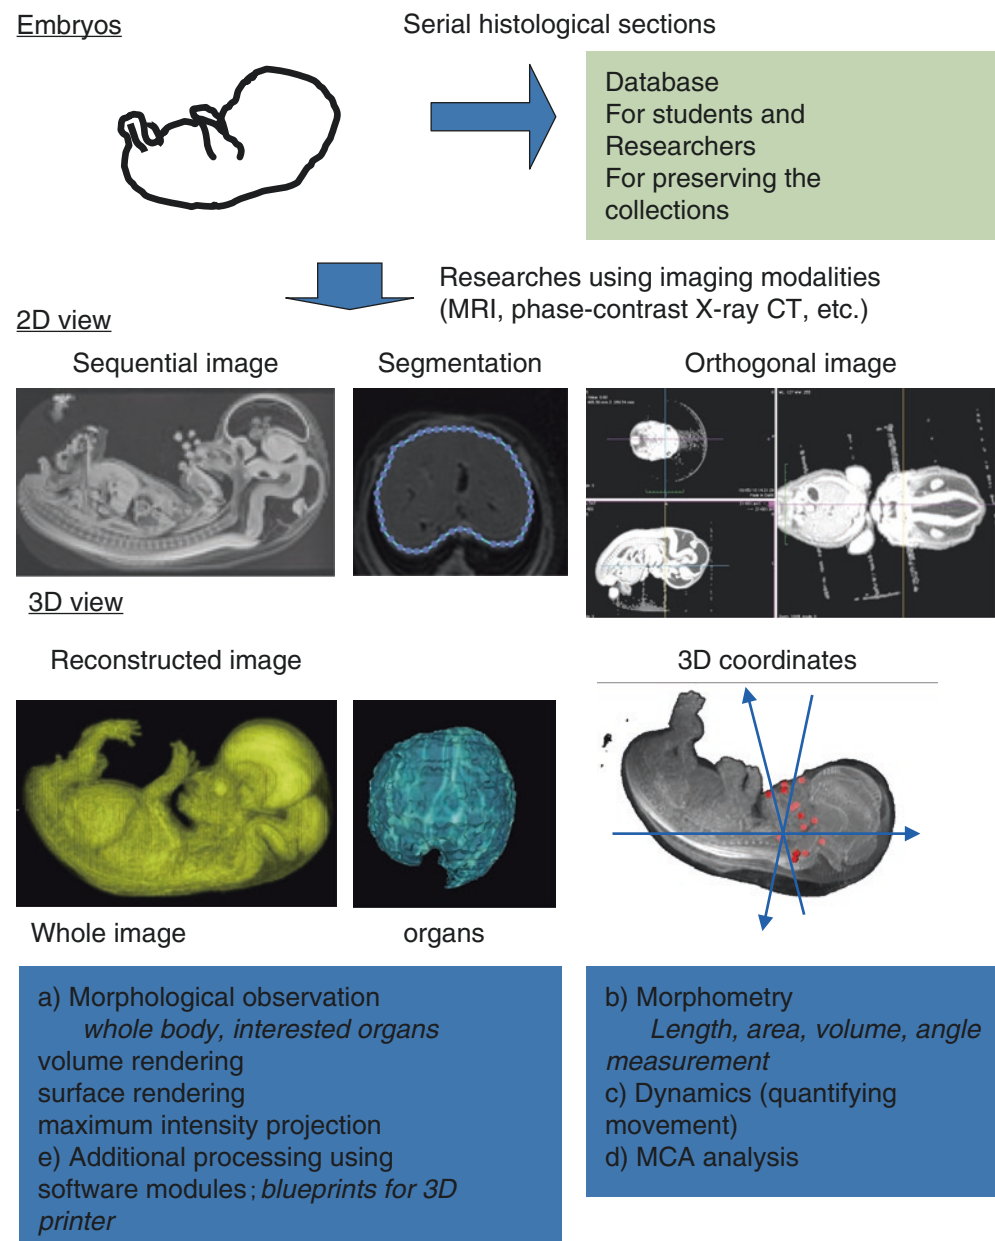 Embryos
Serial histological sections
Database
For students and
Researchers
For preserving the
collections
Researches using imaging modalities
(MRI, phase-contrast X-ray CT, etc.)
2D view
Sequential image
Segmentation
Orthogonal image
3D view
Reconstructed image
3D coordinates
Whole image
organs
a) Morphological observation
whole body, interested organs
volume rendering
surface rendering
maximum intensity projection
e) Additional processing using
software modules; blueprints for 3D
printer
b) Morphometry
Length, area, volume, angle
measurement
c) Dynamics (quantifying
movement)
d) MCA analysis